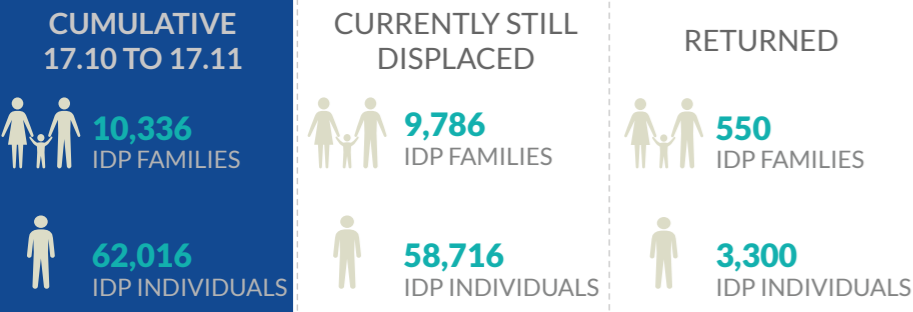 CUMULATIVE
17.10 TO 17.11
10,336
IDP FAMILIES
62,016
IDP INDIVIDUALS
CURRENTLY STILL
DISPLACED
9,786
IDP FAMILIES
58,716
IDP INDIVIDUALS
RETURNED
550
IDP FAMILIES
3,300
IDP INDIVIDUALS